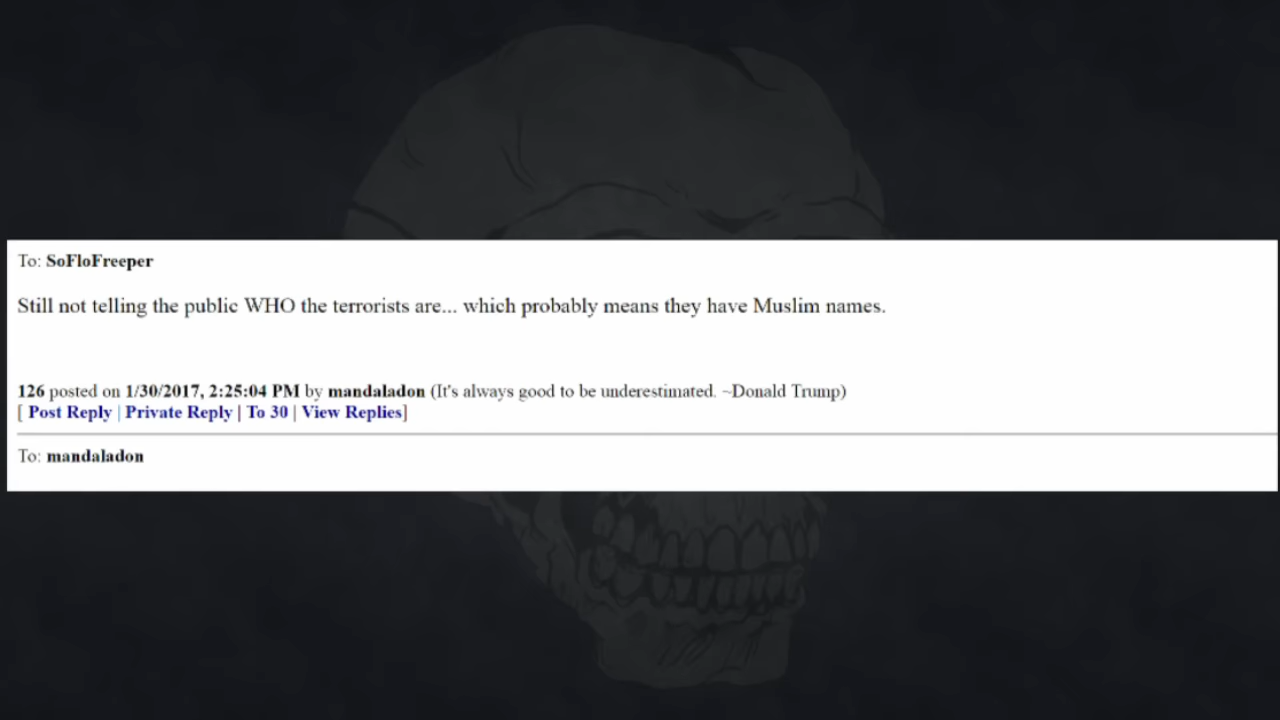 To: SoFloFreeper
Still not telling the public WHO the terrorists are... which probably means they have Muslim names.
126 posted on 1/30/2017, 2:25:04 PM by mandaladon (It's always good to be underestimated. ~Donald Trump)
[ Post Reply | Private Reply | To 30 | View Replies]
To: mandaladon